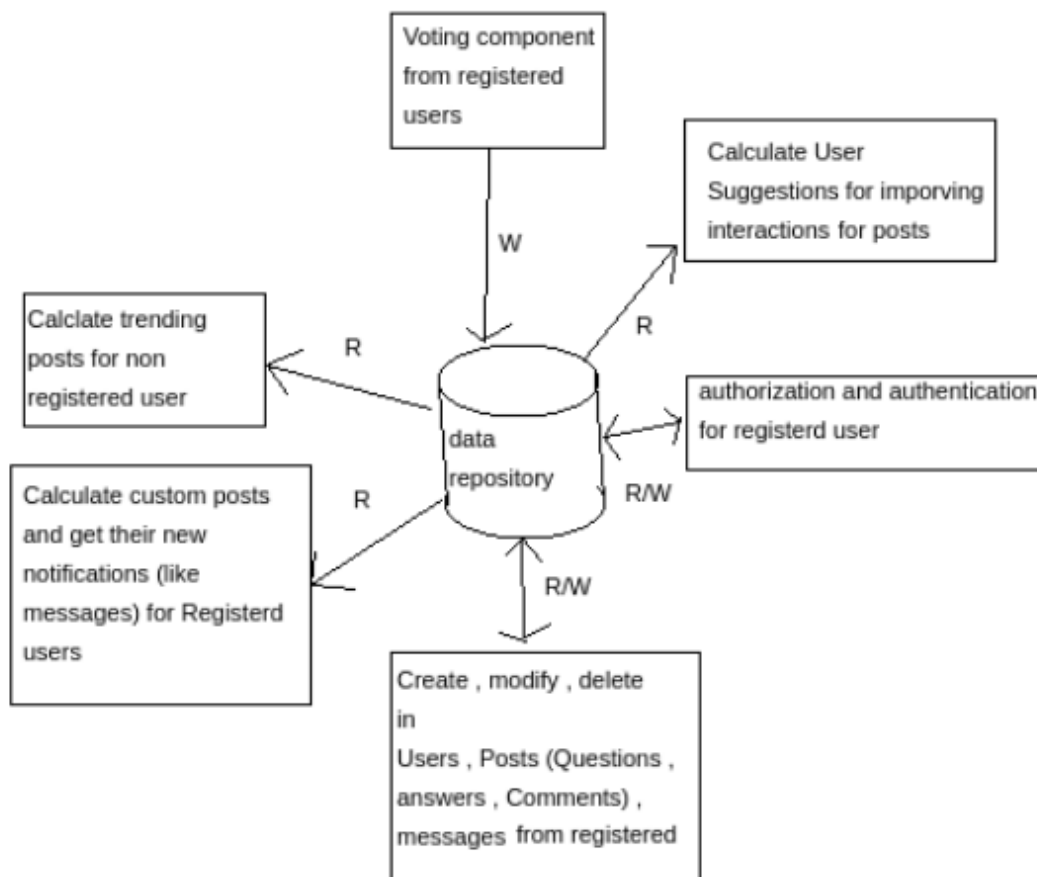 Voting component
from registered
users
Calculate User
Suggestions for imporving
interactions for posts
W
R
Calclate trending
posts for non
registered user
R
authorization and authentication
for registerd user
data
repository
R/W
Calculate custom posts
and get their new
notifications (like
messages) for Registerd
users
R
R/W
Create , modify , delete
in
Users , Posts (Questions ,
answers , Comments) ,
messages from registered